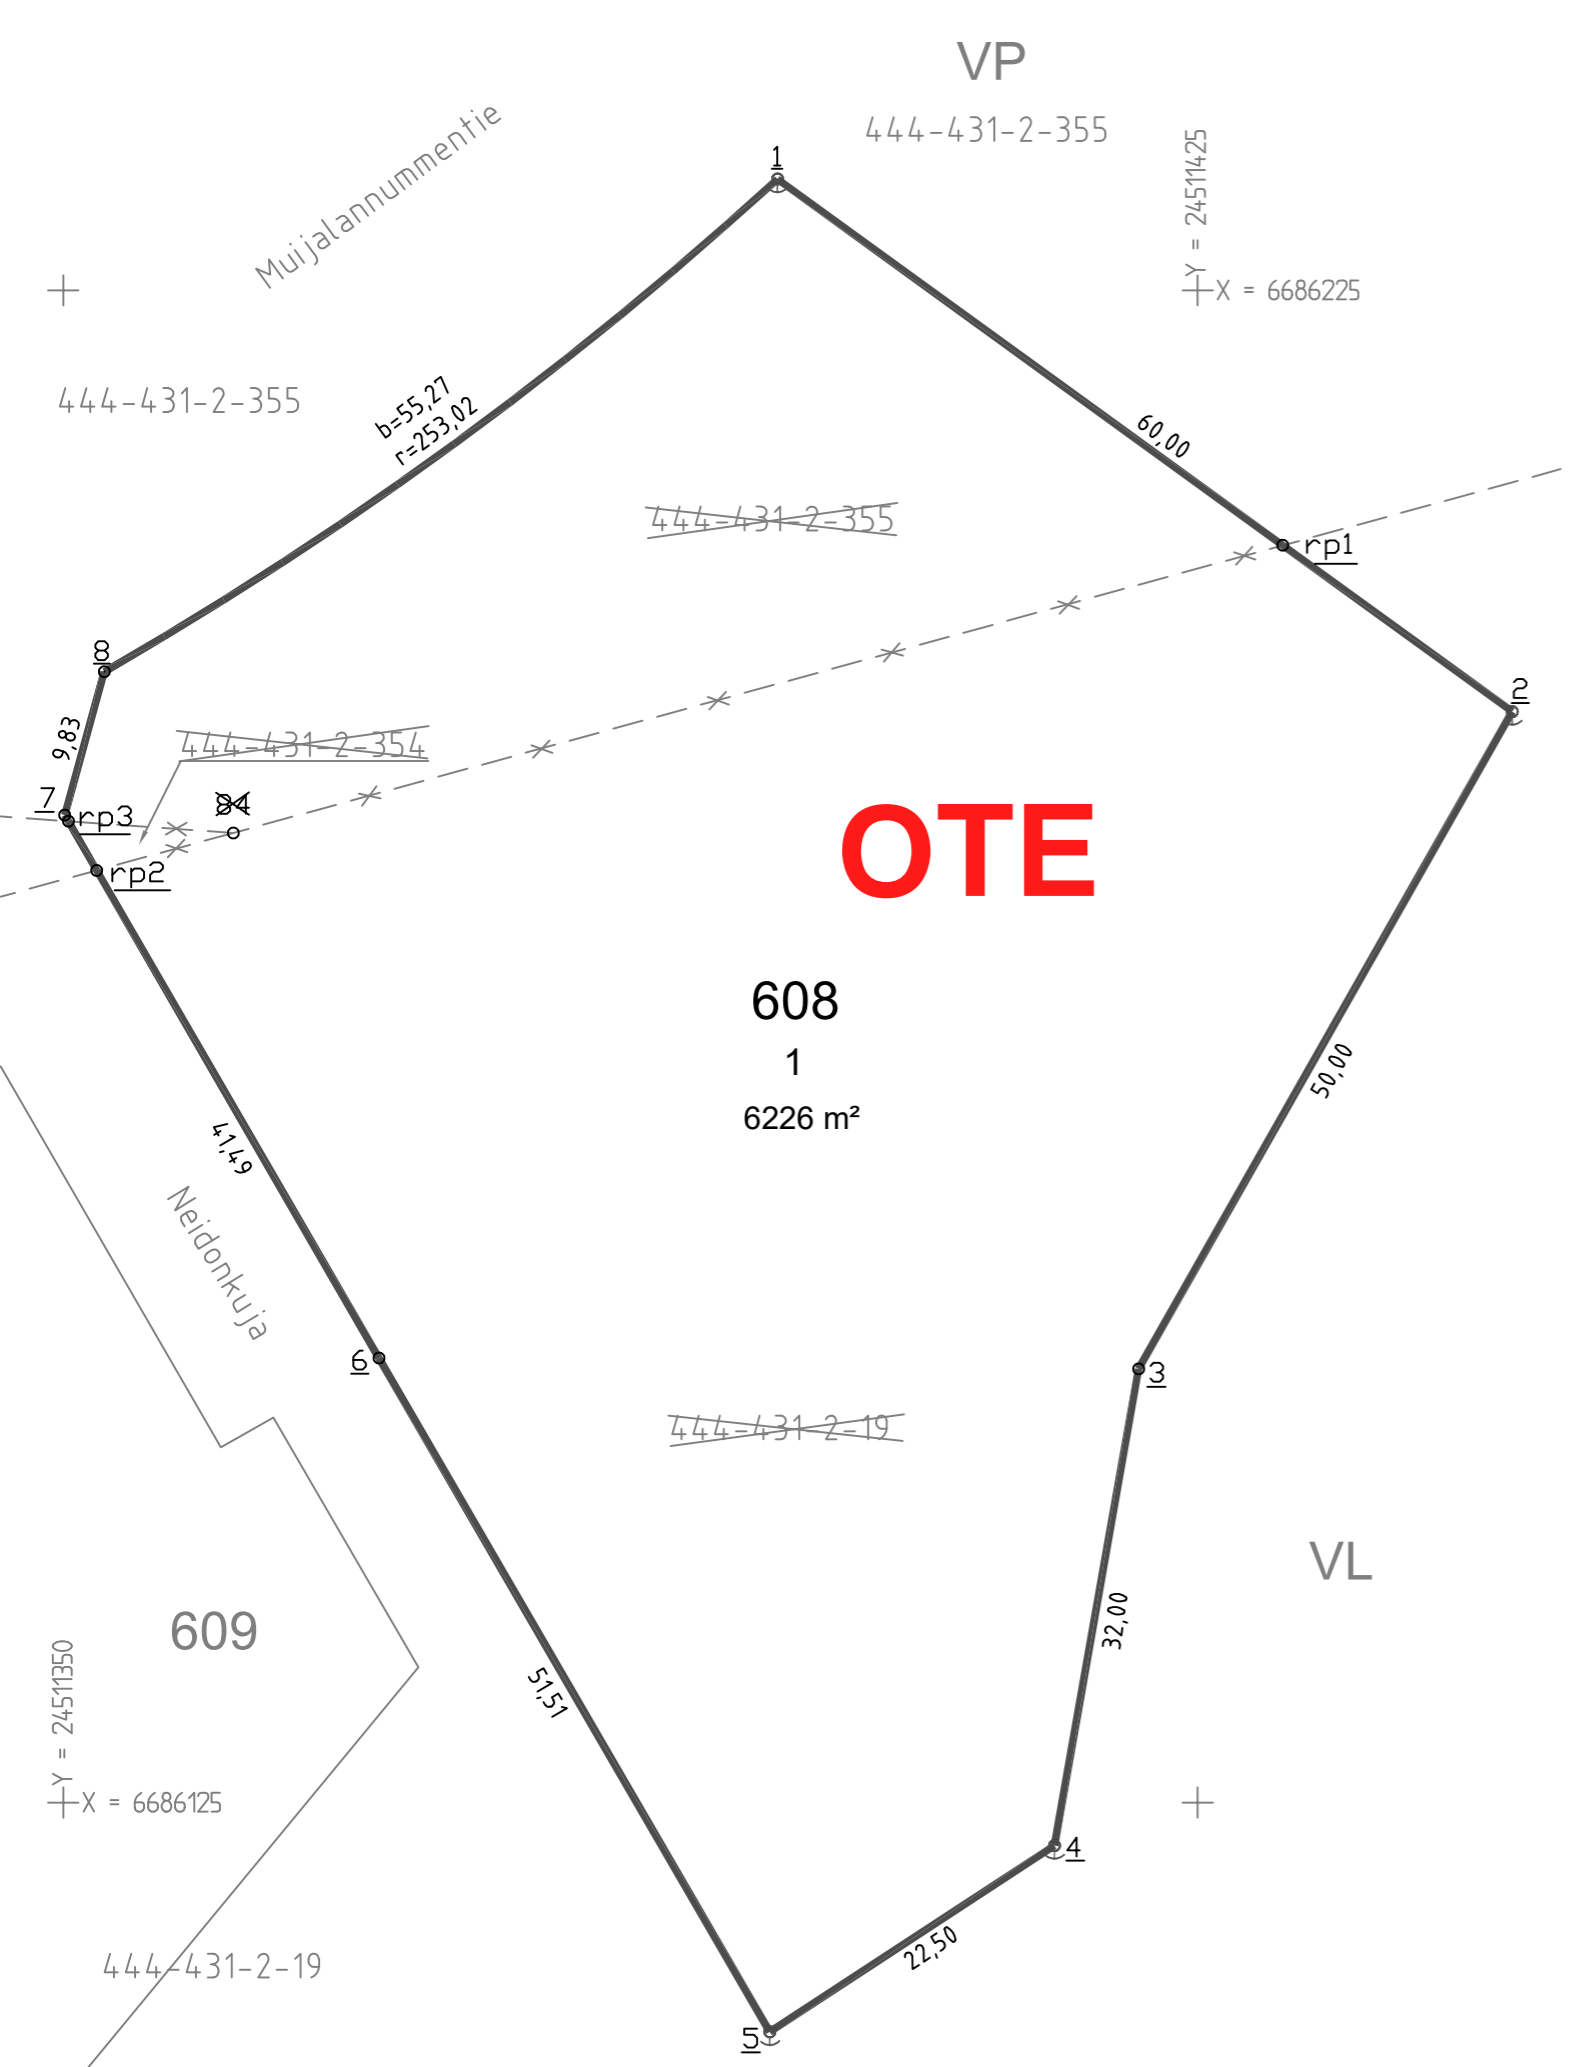 VP
444-431-2-355
Muijalannummentie
1
Y = 24511425
X = 6686225
444-431-2-355
b=55,27
r=253,02
60,00
444-431-2-355
rp1
8
2
9,83
444-431-2-354
7
84
rp3
rp2
OTE
608
1
6226 m²
50,00
41,49
Neidonkuja
6
3
444-431-2-19
VL
32,00
609
51,51
Y = 24511350
X = 6686125
4
22,50
444-431-2-19
5